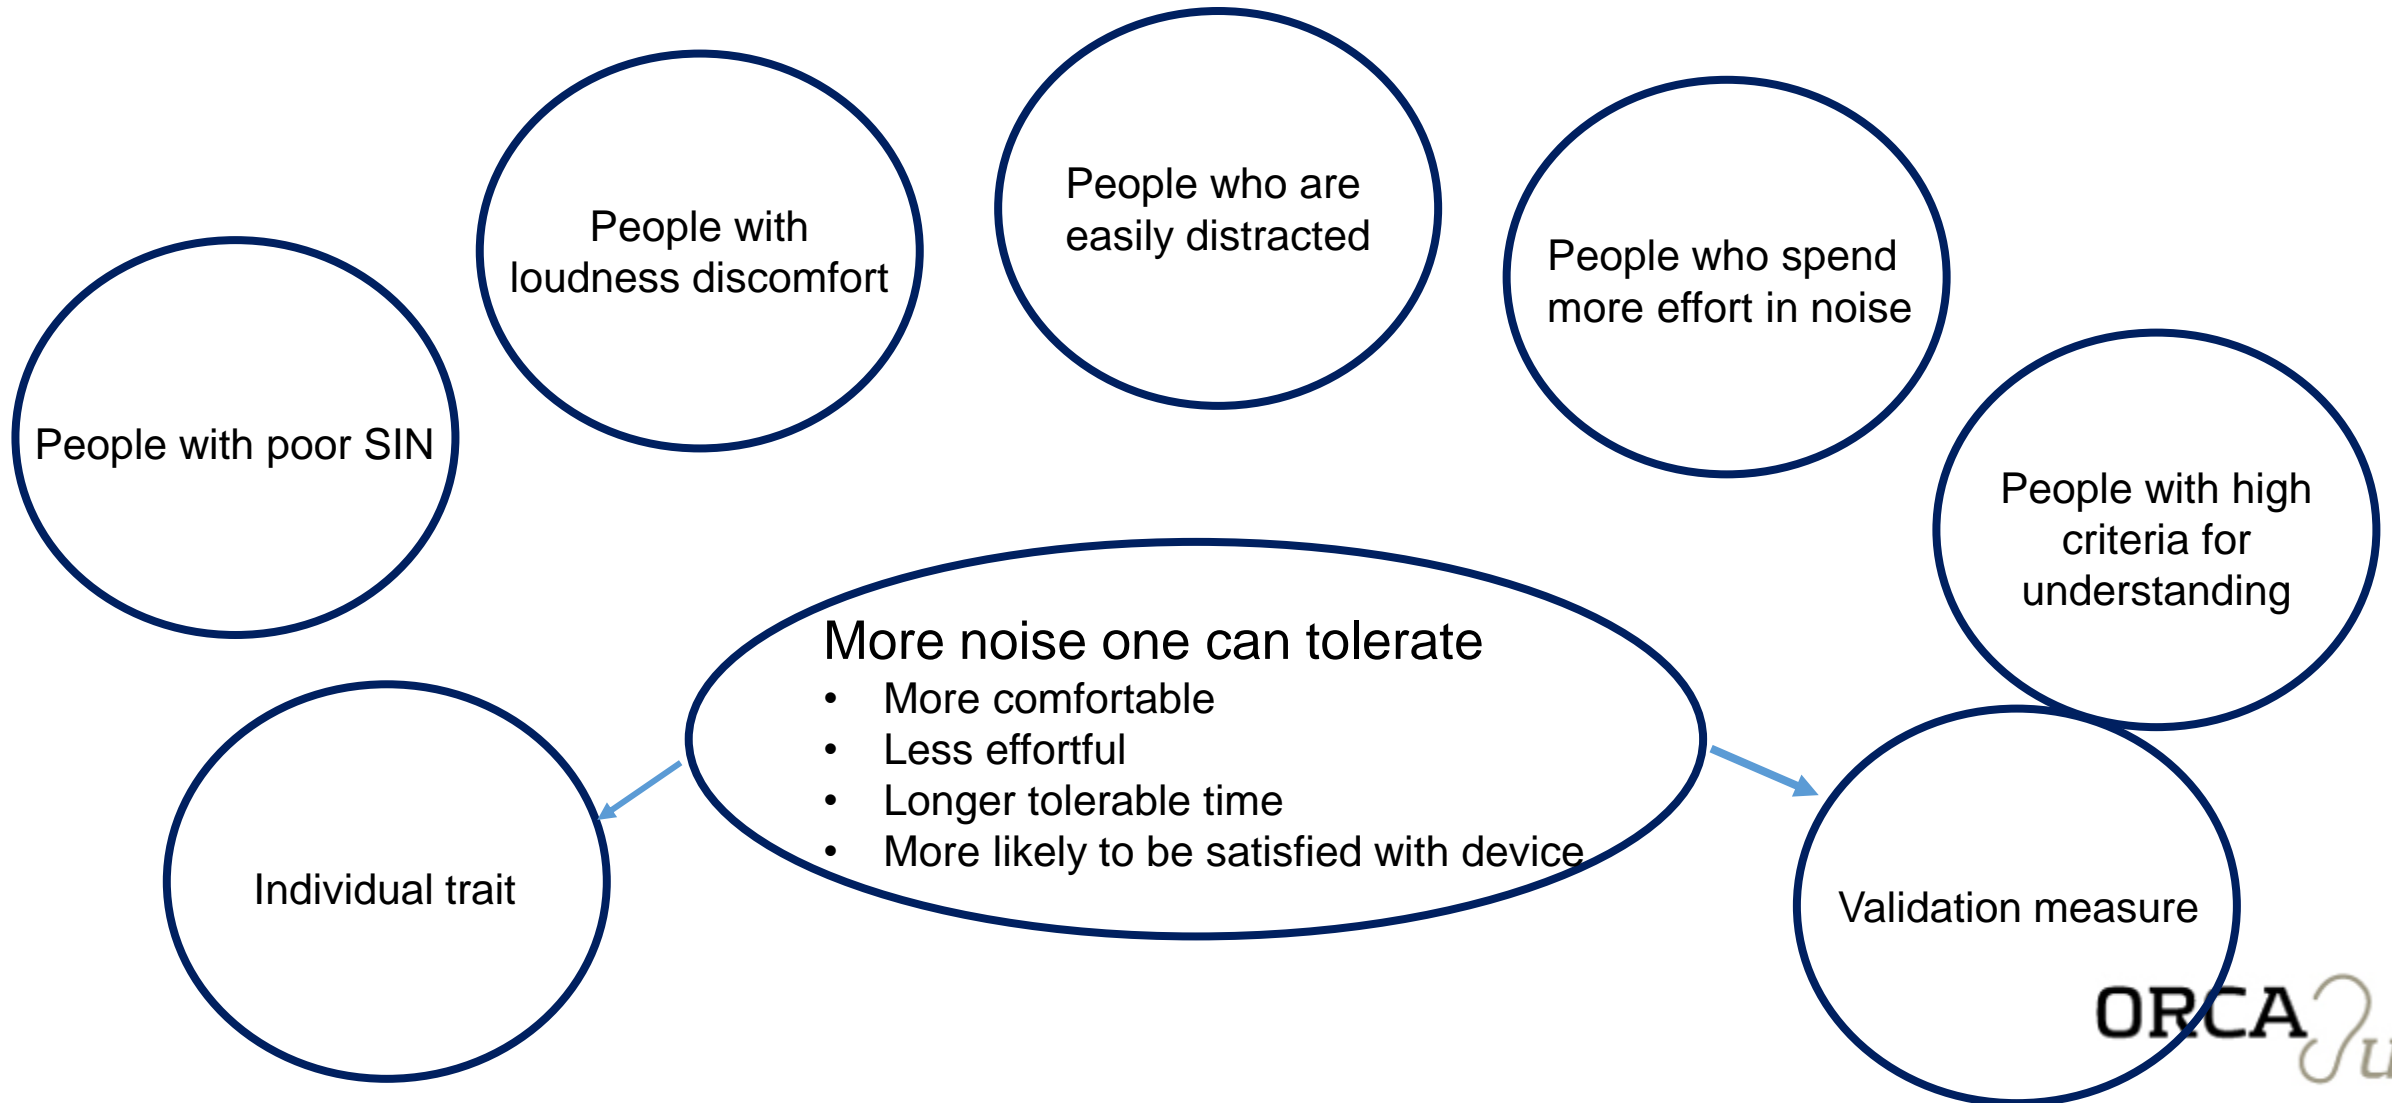 People who are
easily distracted
People with
loudness discomfort
People who spend
more effort in noise
People with poor SIN
People with high
criteria for
understanding
More noise one can tolerate
• More comfortable
• Less effortful
• Longer tolerable time
• More likely to be satisfied with device
Individual trait
Validation measure
ORCA